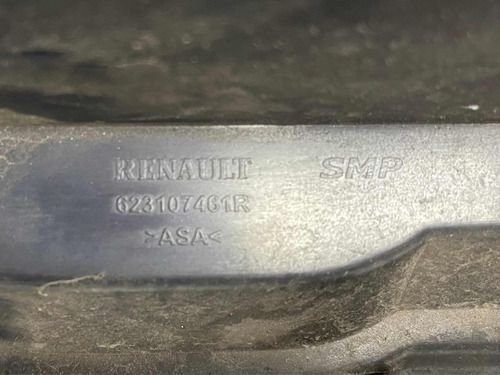 RENAULT SMP
623107461R
>ASA<